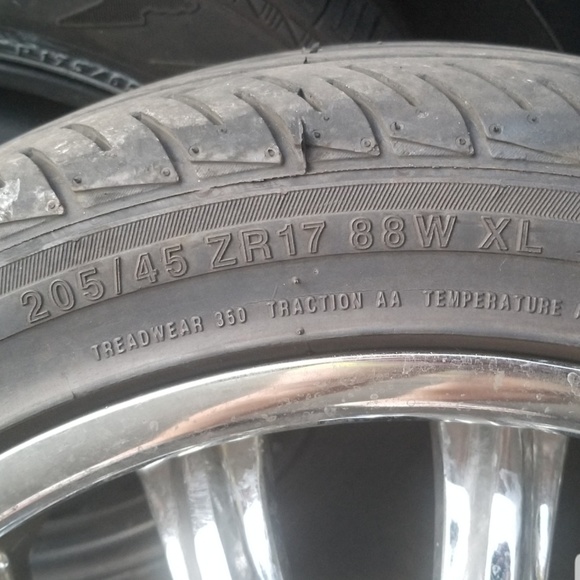 205/45 ZR17 88W XL
TREADWEAR 360 TRACTION AA TEMPERATURE A